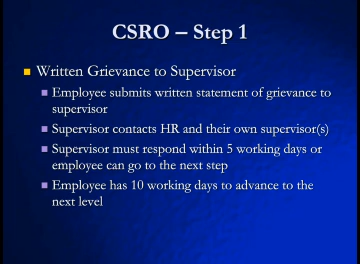 CSRO – Step 1
Written Grievance to Supervisor
Employee submits written statement of grievance to
supervisor
Supervisor contacts HR and their own supervisor(s)
Supervisor must respond within 5 working days or
employee can go to the next step
Employee has 10 working days to advance to the
next level